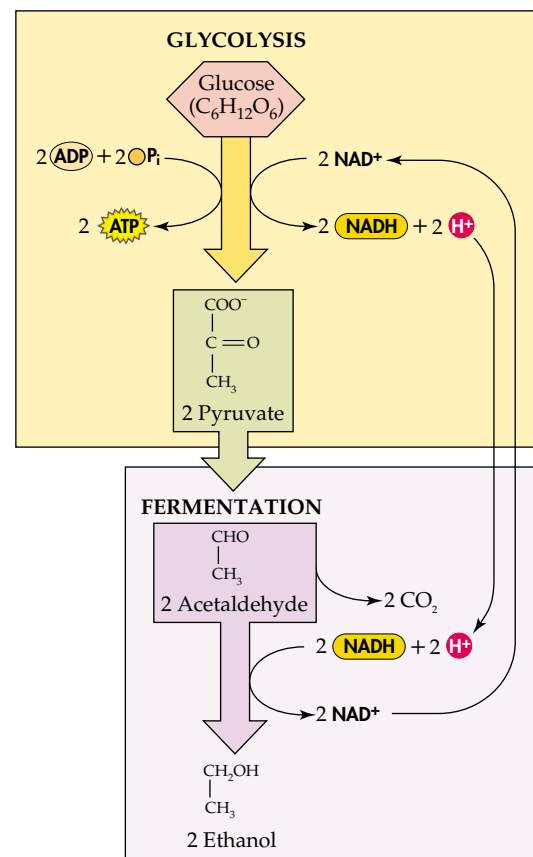 GLYCOLYSIS
Glucose
(C₆H₁₂O₆)
2 ADP + 2 Pᵢ
2 NAD⁺
2 ATP
2 NADH + 2 H⁺
COO⁻
C=O
CH₃
2 Pyruvate
FERMENTATION
CHO
CH₃
2 Acetaldehyde
2 CO₂
2 NADH + 2 H⁺
2 NAD⁺
CH₂OH
CH₃
2 Ethanol